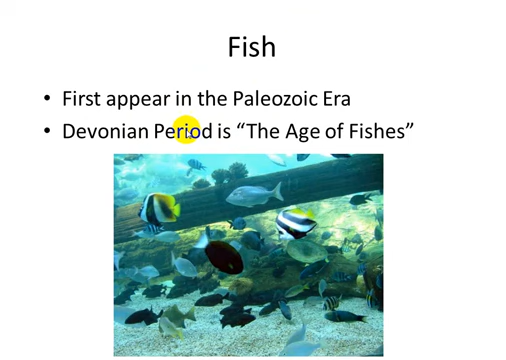 Fish
• First appear in the Paleozoic Era
• Devonian Period is “The Age of Fishes”